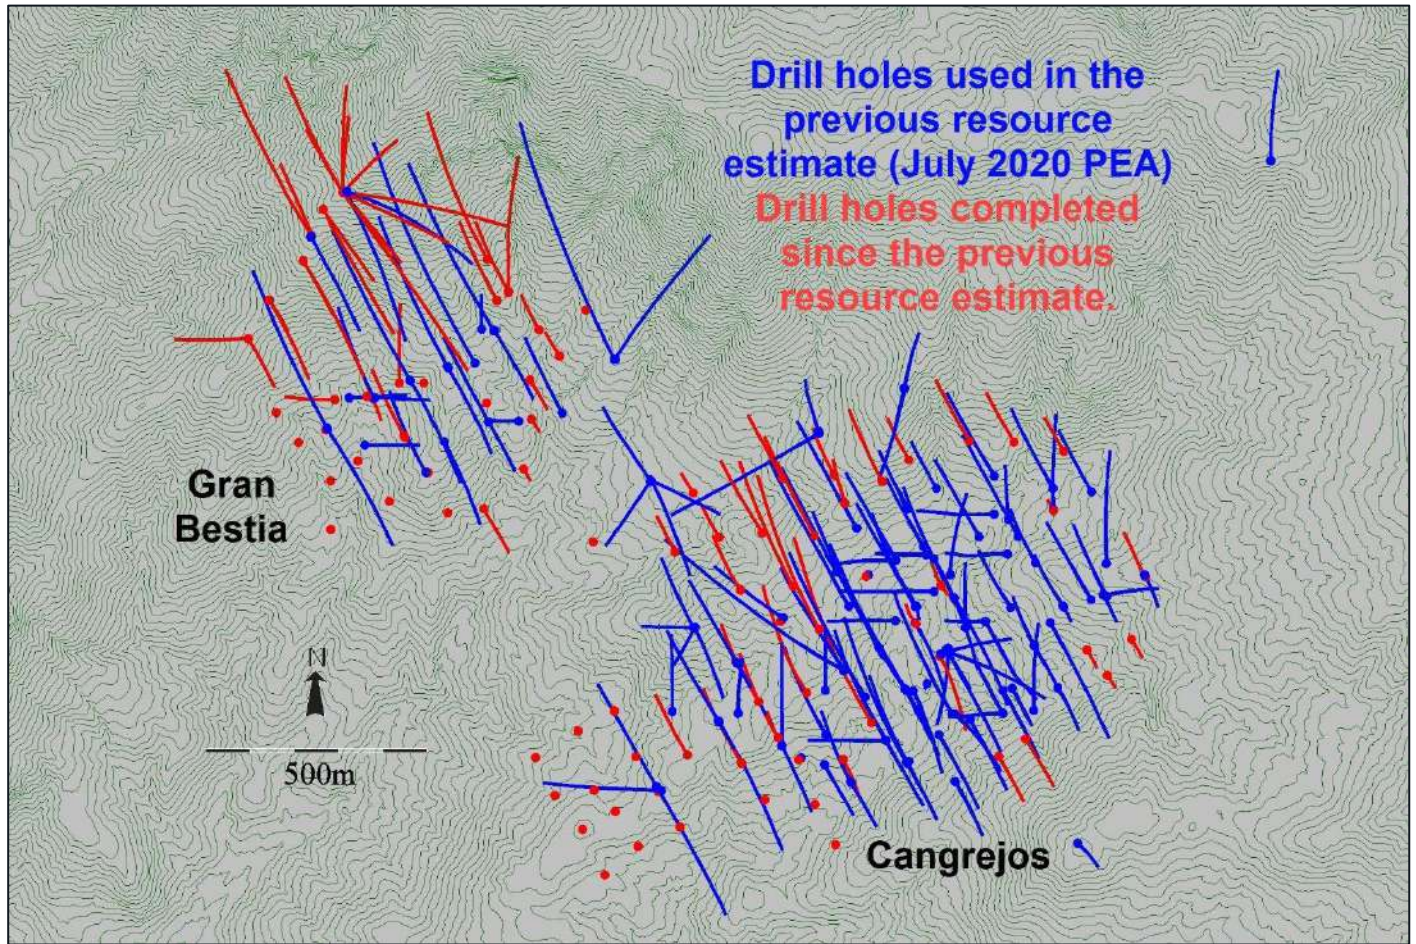 Drill holes used in the
previous resource
estimate (July 2020 PEA)
Drill holes completed
since the previous
resource estimate.
Gran
Bestia
N
500m
Cangrejos